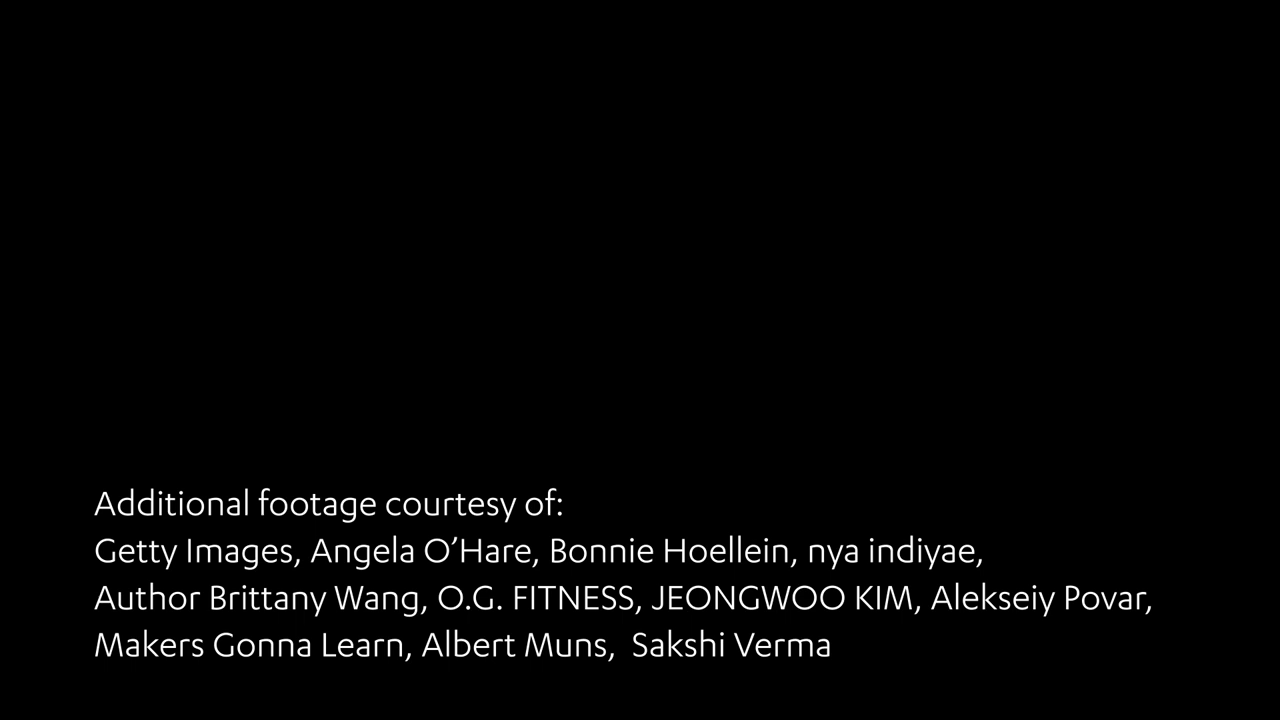 Additional footage courtesy of:
Getty Images, Angela O’Hare, Bonnie Hoellein, nya indiyae,
Author Brittany Wang, O.G. FITNESS, JEONGWOO KIM, Alekseiy Povar,
Makers Gonna Learn, Albert Muns,  Sakshi Verma